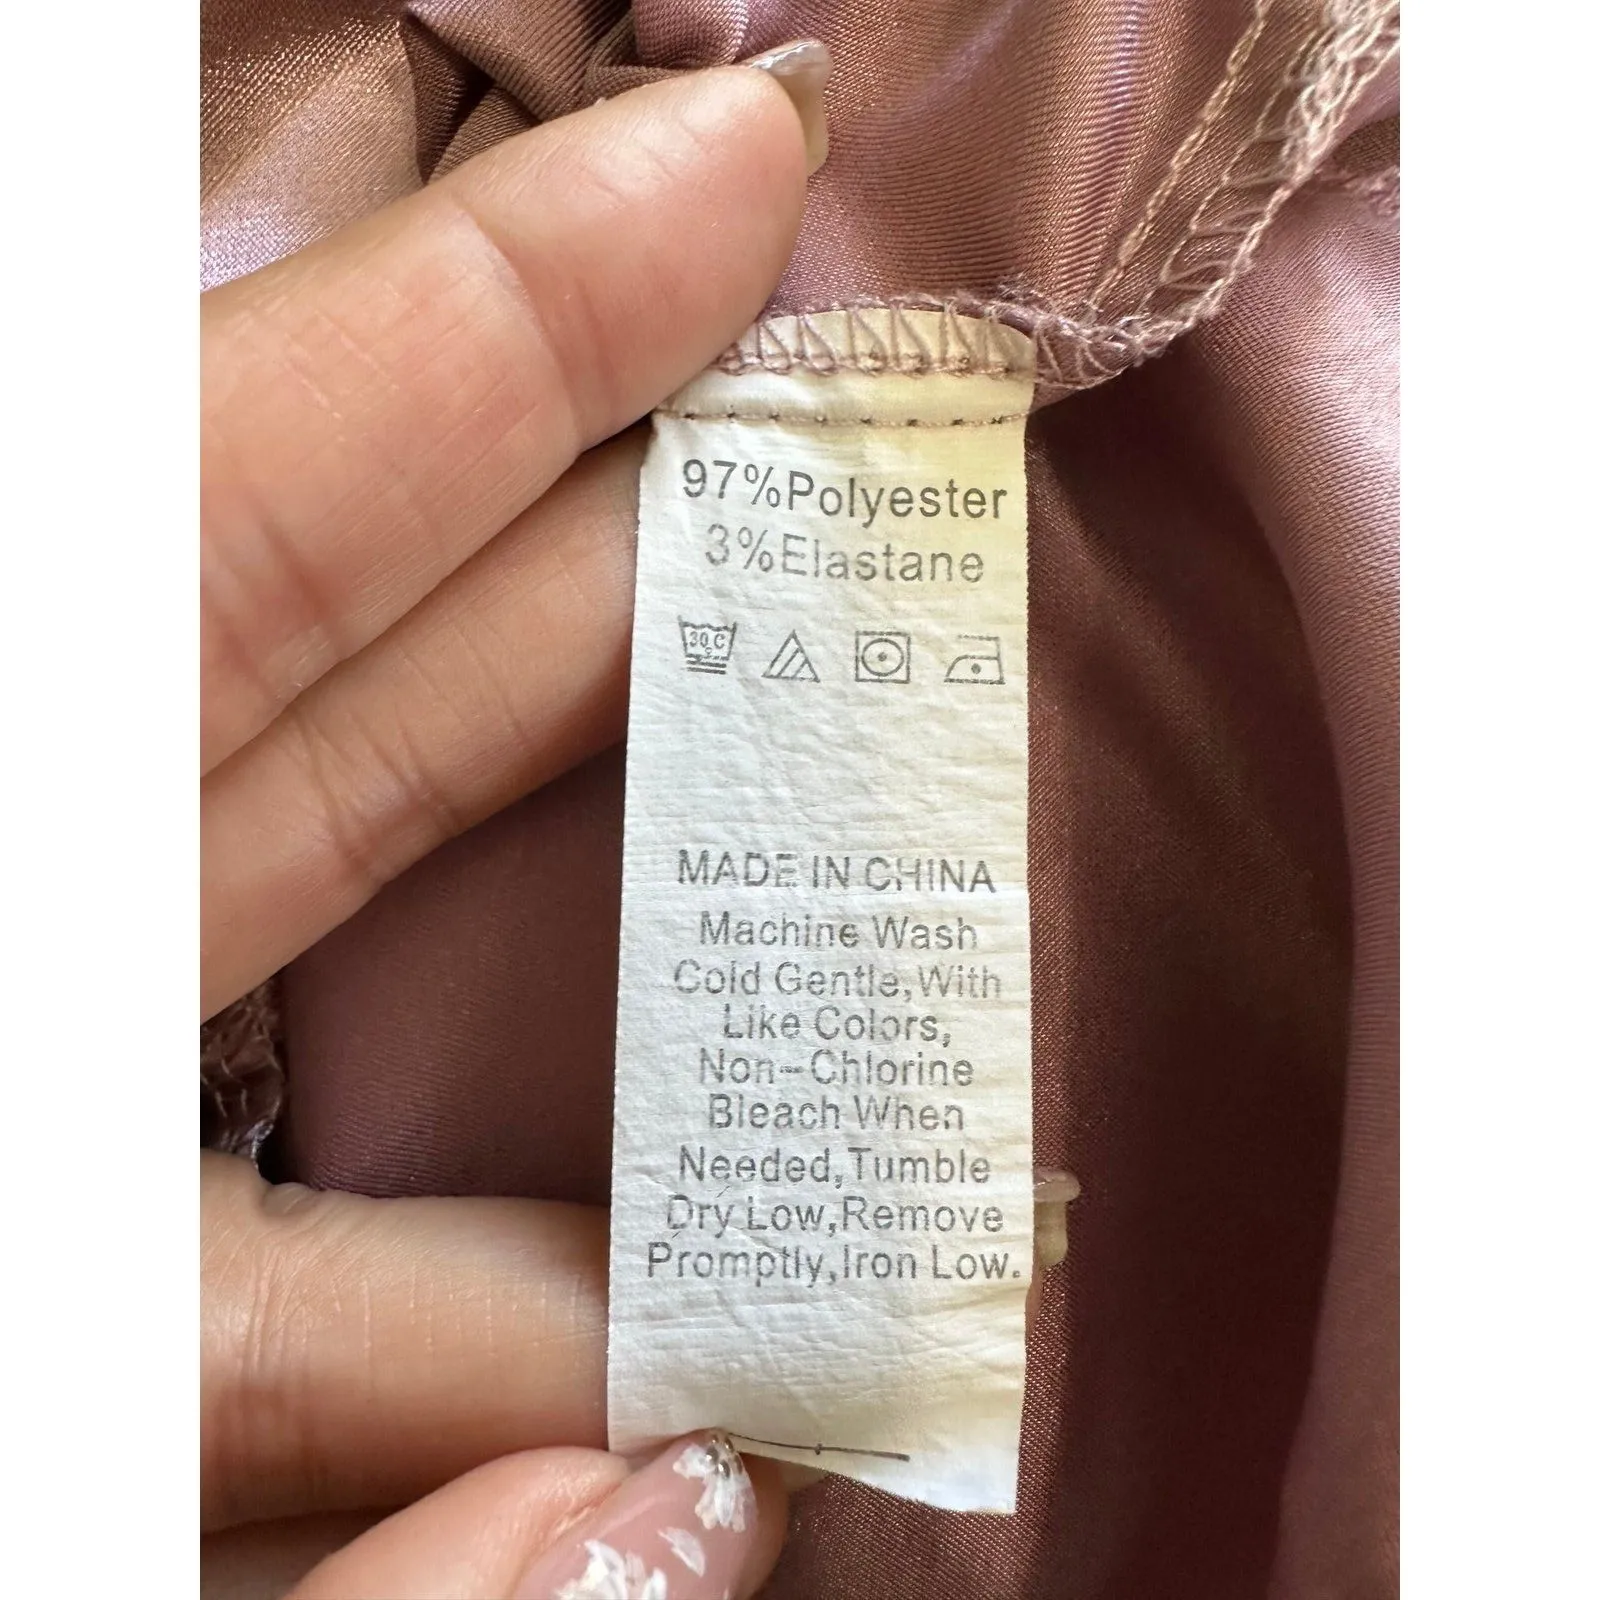 97%Polyester
3%Elastane
30C
MADE IN CHINA
Machine Wash
Cold Gentle,With
Like Colors,
Non-Chlorine
Bleach When
Needed,Tumble
Dry Low,Remove
Promptly,Iron Low.